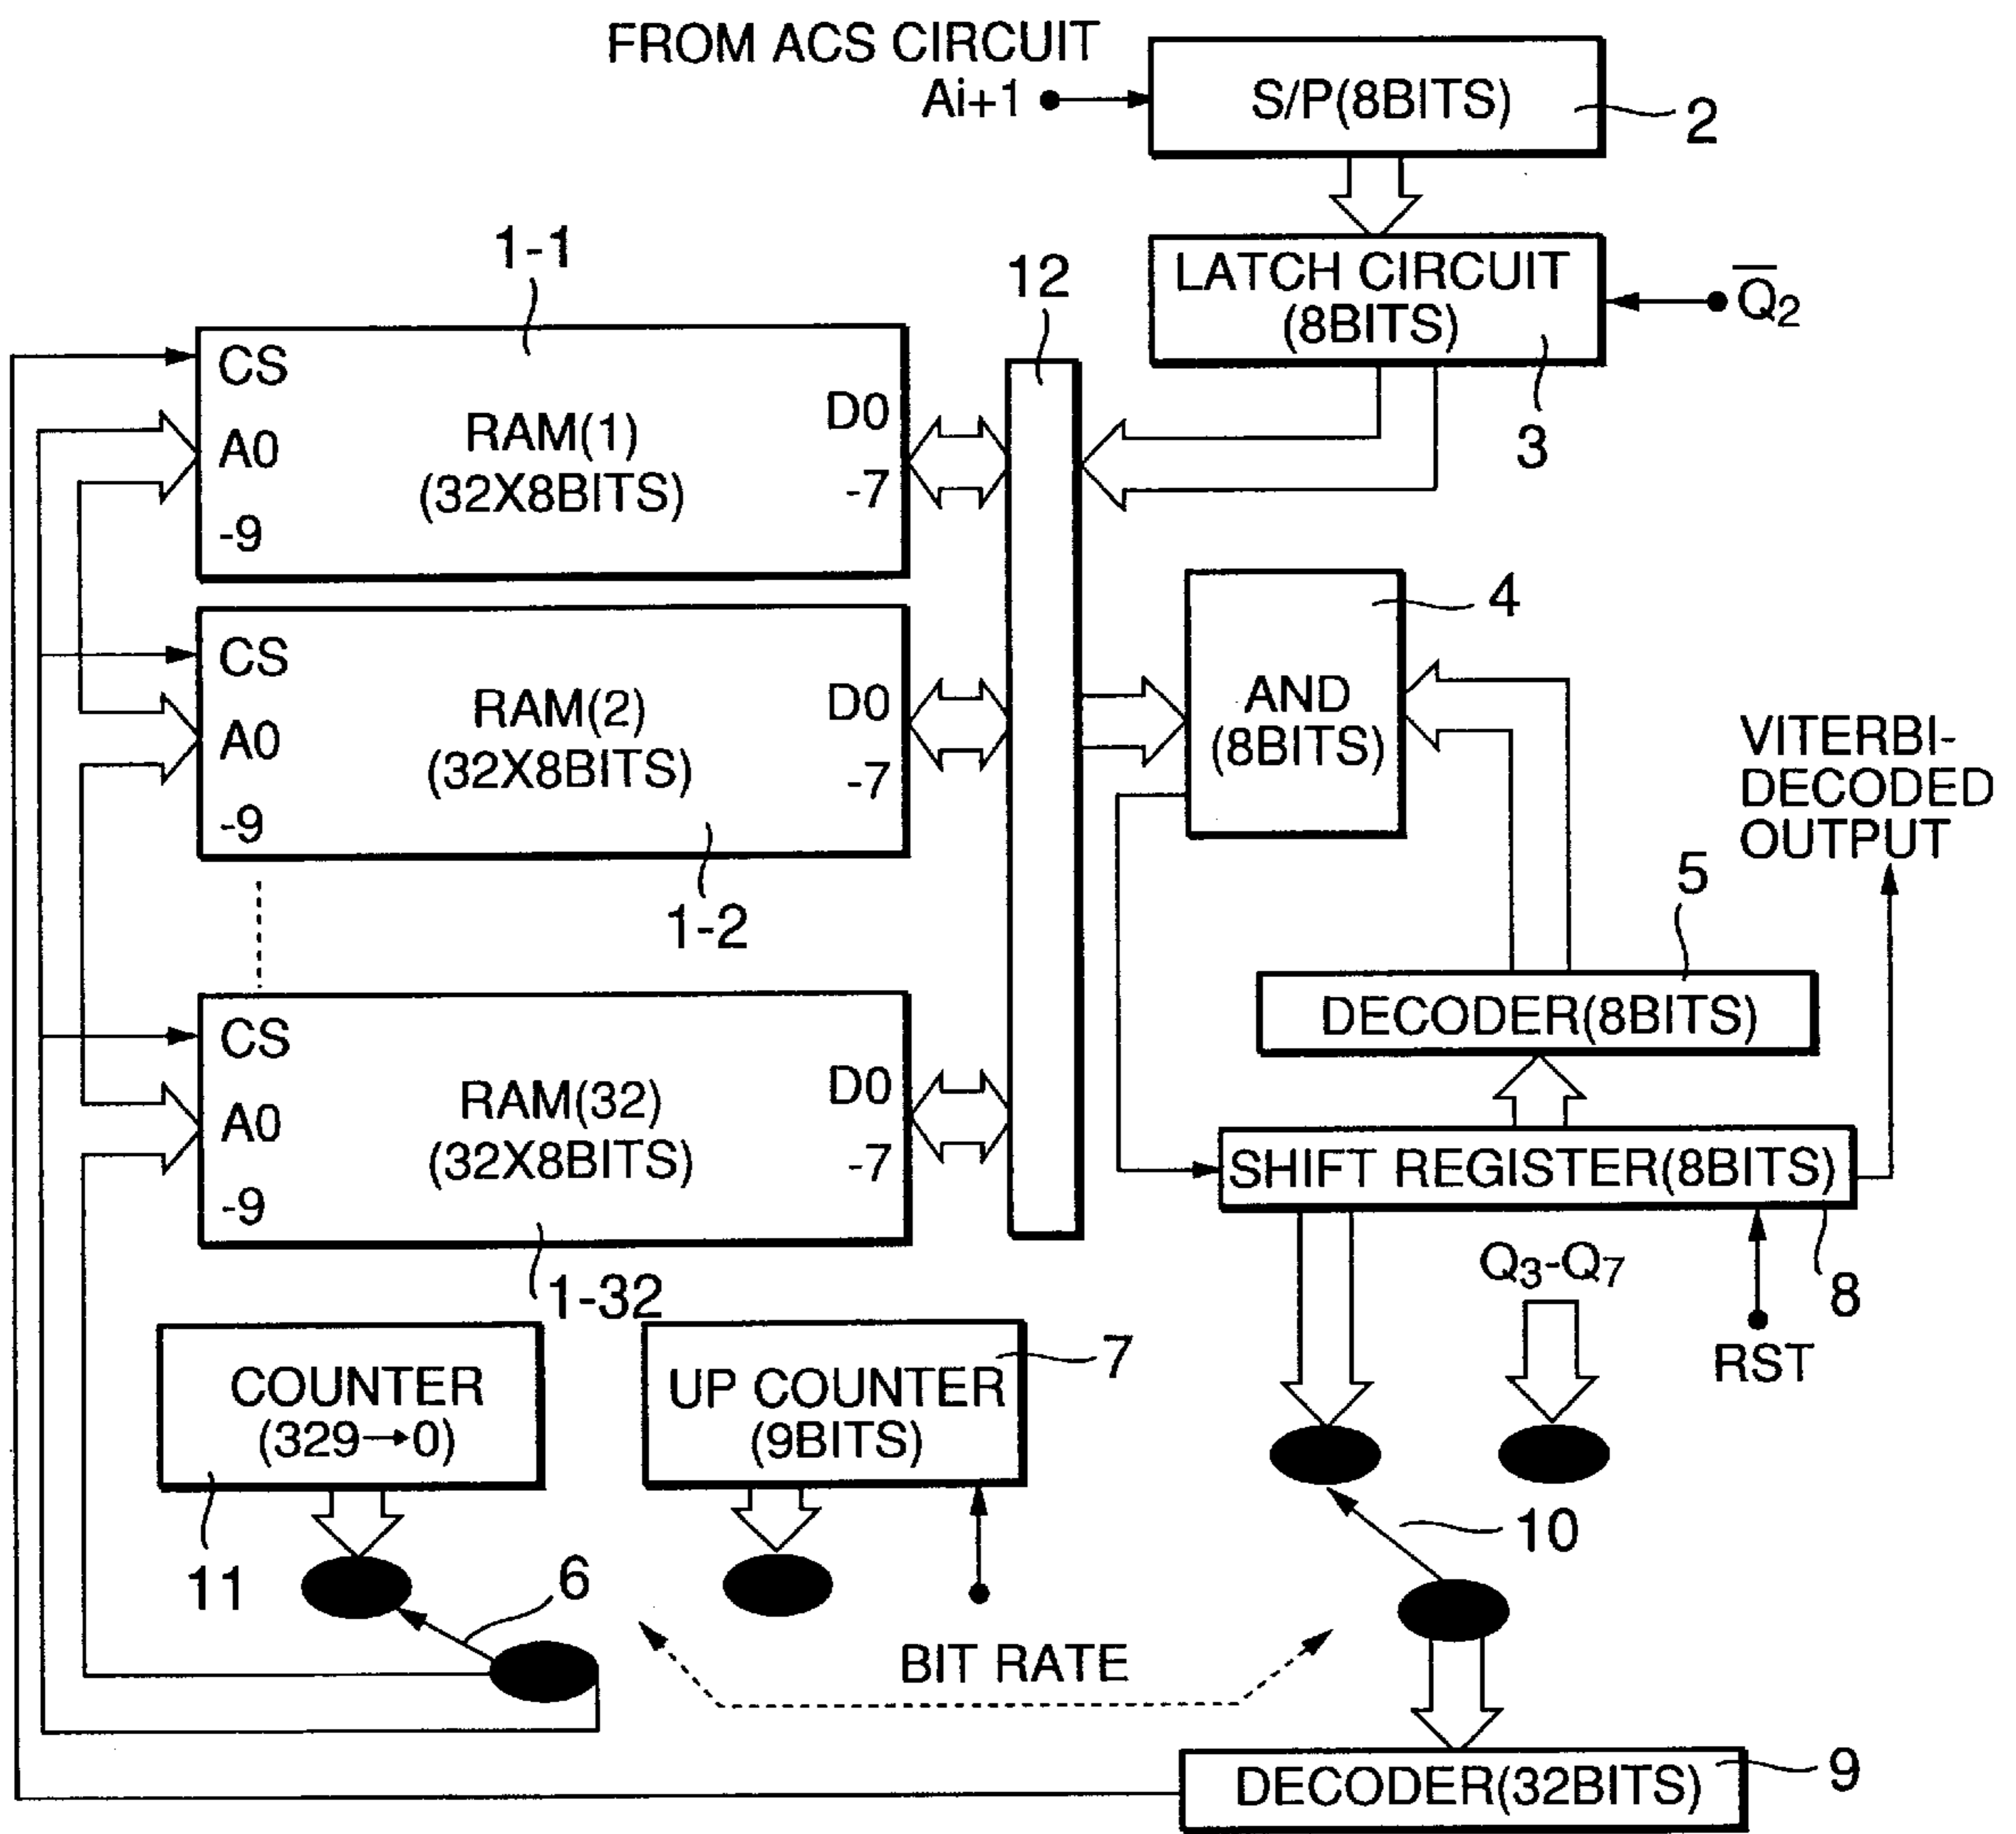 FROM ACS CIRCUIT
Ai+1
S/P(8BITS)
2
LATCH CIRCUIT
(8BITS)
Q̅2
3
1-1
12
CS
A0
-9
RAM(1)
(32X8BITS)
D0
-7
CS
A0
-9
RAM(2)
(32X8BITS)
D0
-7
1-2
4
AND
(8BITS)
VITERBI-
DECODED
OUTPUT
5
DECODER(8BITS)
CS
A0
-9
RAM(32)
(32X8BITS)
D0
-7
1-32
SHIFT REGISTER(8BITS)
8
Q3-Q7
RST
COUNTER
(329→0)
11
UP COUNTER
(9BITS)
7
6
10
BIT RATE
DECODER(32BITS)
9